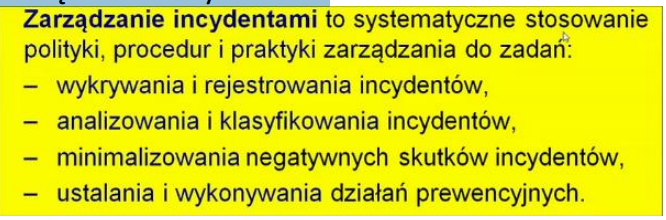 Zarządzanie incydentami to systematyczne stosowanie
polityki, procedur i praktyki zarządzania do zadań:
– wykrywania i rejestrowania incydentów,
– analizowania i klasyfikowania incydentów,
– minimalizowania negatywnych skutków incydentów,
– ustalania i wykonywania działań prewencyjnych.